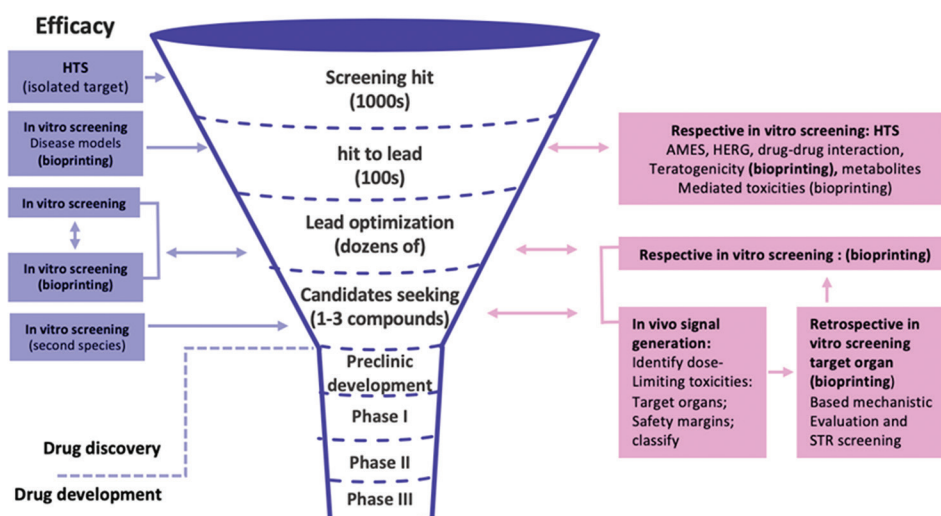 Efficacy
HTS
(isolated target)
In vitro screening
Disease models
(bioprinting)
In vitro screening
In vitro screening
(bioprinting)
In vitro screening
(second species)
Drug discovery
Drug development
Screening hit
(1000s)
hit to lead
(100s)
Lead optimization
(dozens of)
Candidates seeking
(1-3 compounds)
Preclinic
development
Phase I
Phase II
Phase III
Respective in vitro screening: HTS
AMES, HERG, drug-drug interaction,
Teratogenicity (bioprinting), metabolites
Mediated toxicities (bioprinting)
Respective in vitro screening : (bioprinting)
In vivo signal
generation:
Identify dose-
Limiting toxicities:
Target organs;
Safety margins;
classify
Retrospective in
vitro screening
target organ
(bioprinting)
Based mechanistic
Evaluation and
STR screening